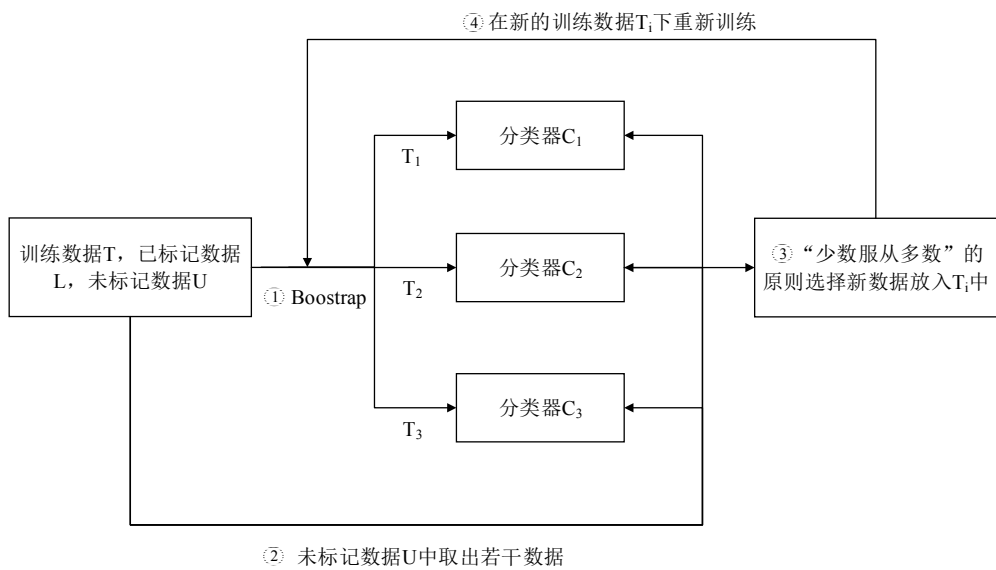 ④在新的训练数据Ti下重新训练
分类器C1
T1
训练数据T，已标记数据
L，未标记数据U
① Boostrap
分类器C2
T2
③“少数服从多数”的
原则选择新数据放入Ti中
分类器C3
T3
② 未标记数据U中取出若干数据